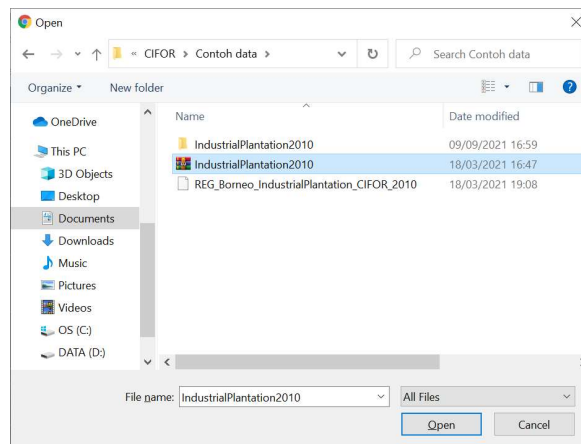 Open
« CIFOR > Contoh data >
Search Contoh data
Organize
New folder
Name
Date modified
OneDrive
This PC
3D Objects
Desktop
Documents
Downloads
Music
Pictures
Videos
OS (C:)
DATA (D:)
IndustrialPlantation2010 09/09/2021 16:59
IndustrialPlantation2010 18/03/2021 16:47
REG_Borneo_IndustrialPlantation_CIFOR_2010 18/03/2021 19:08
File name: IndustrialPlantation2010
All Files
Open
Cancel